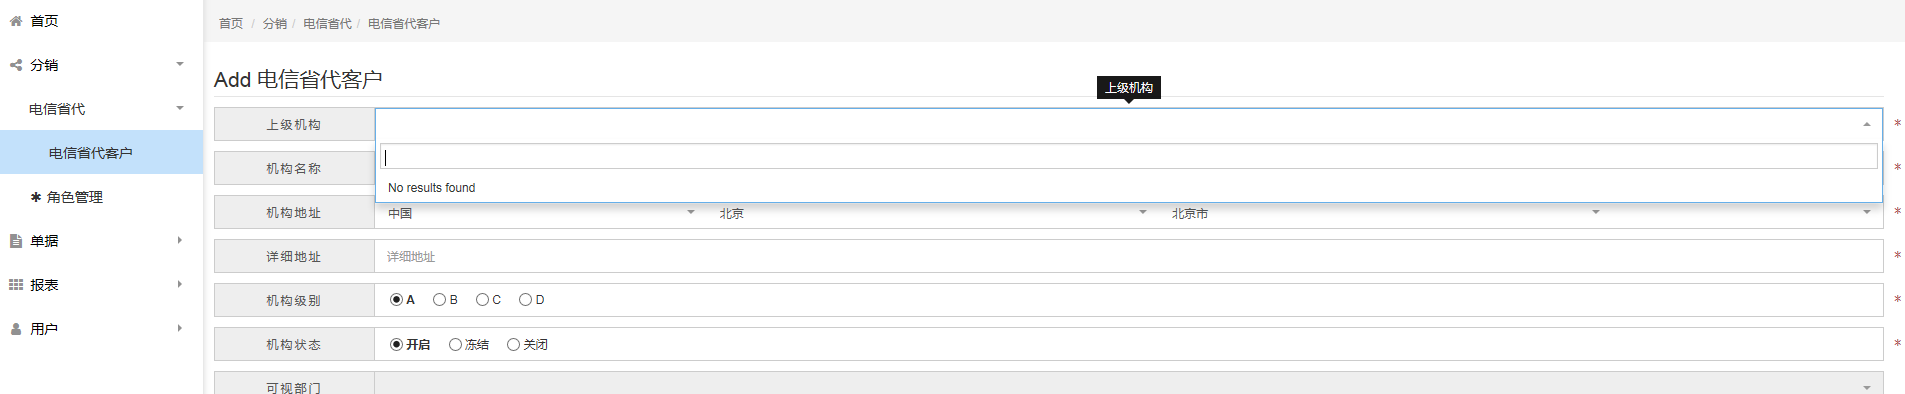 首页
分销
电信省代
电信省代客户
角色管理
单据
报表
用户
首页 / 分销 / 电信省代 / 电信省代客户
Add 电信省代客户
上级机构
上级机构 *
No results found
机构名称 *
机构地址 中国 北京 北京市 *
详细地址 详细地址 *
机构级别 A B C D *
机构状态 开启 冻结 关闭 *
可视部门